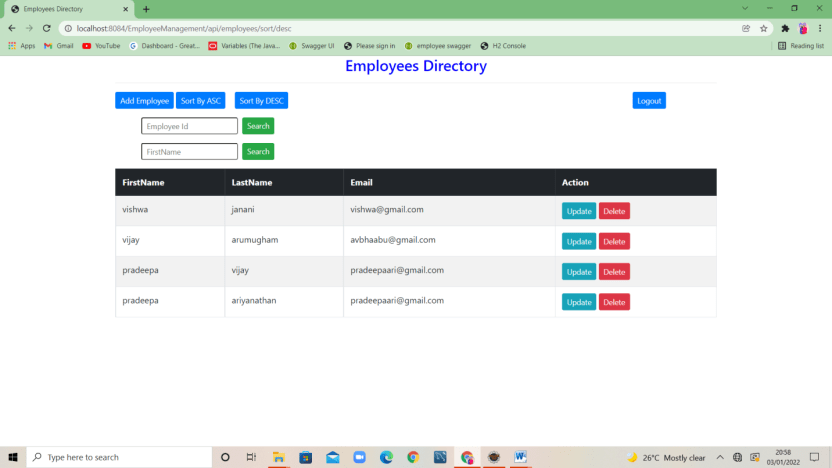 Employees Directory
localhost:8084/EmployeeManagement/api/employees/sort/desc
Apps Gmail YouTube Dashboard - Great... Variables (The Java... Swagger UI Please sign in employee swagger H2 Console Reading list
Employees Directory
Add Employee Sort By ASC Sort By DESC Logout
Employee Id Search
FirstName Search
FirstName LastName Email Action
vishwa janani vishwa@gmail.com Update Delete
vijay arumugham avbhaabu@gmail.com Update Delete
pradeepa vijay pradeepaari@gmail.com Update Delete
pradeepa ariyanathan pradeepaari@gmail.com Update Delete
Type here to search 26°C Mostly clear 20:58
03/01/2022